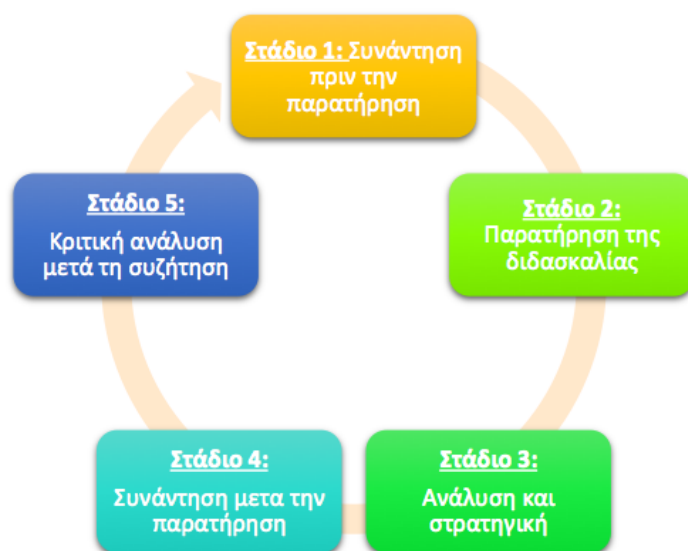 Στάδιο 1: Συνάντηση
πριν την
παρατήρηση
Στάδιο 2:
Παρατήρηση της
διδασκαλίας
Στάδιο 3:
Ανάλυση και
στρατηγική
Στάδιο 4:
Συνάντηση μετα την
παρατήρηση
Στάδιο 5:
Κριτική ανάλυση
μετά τη συζήτηση